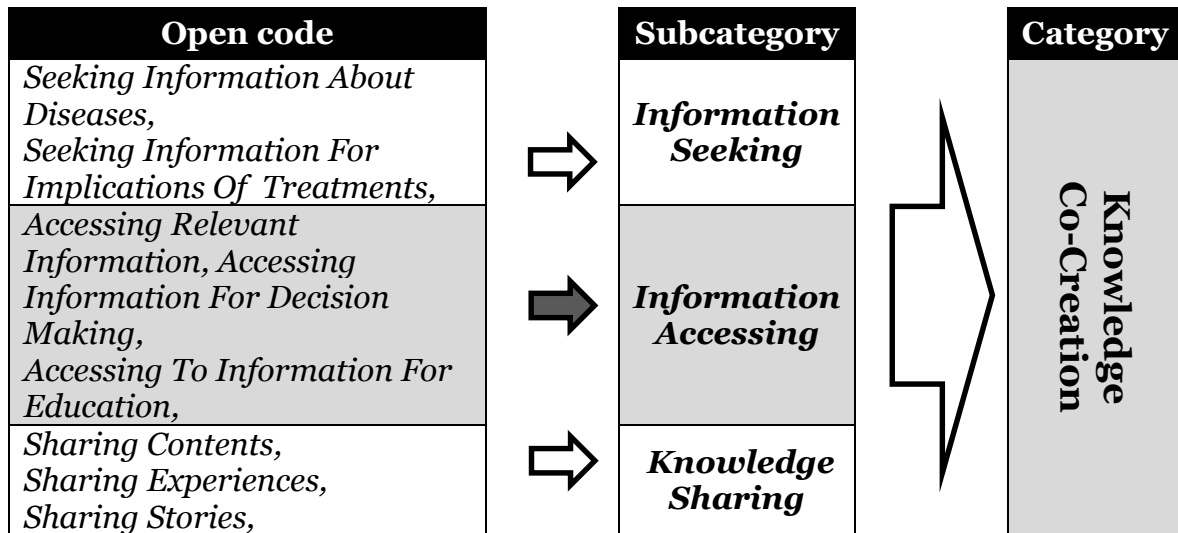 Open code
Seeking Information About
Diseases,
Seeking Information For
Implications Of Treatments,
Accessing Relevant
Information, Accessing
Information For Decision
Making,
Accessing To Information For
Education,
Sharing Contents,
Sharing Experiences,
Sharing Stories,
Subcategory
Information
Seeking
Information
Accessing
Knowledge
Sharing
Category
Knowledge
Co-Creation